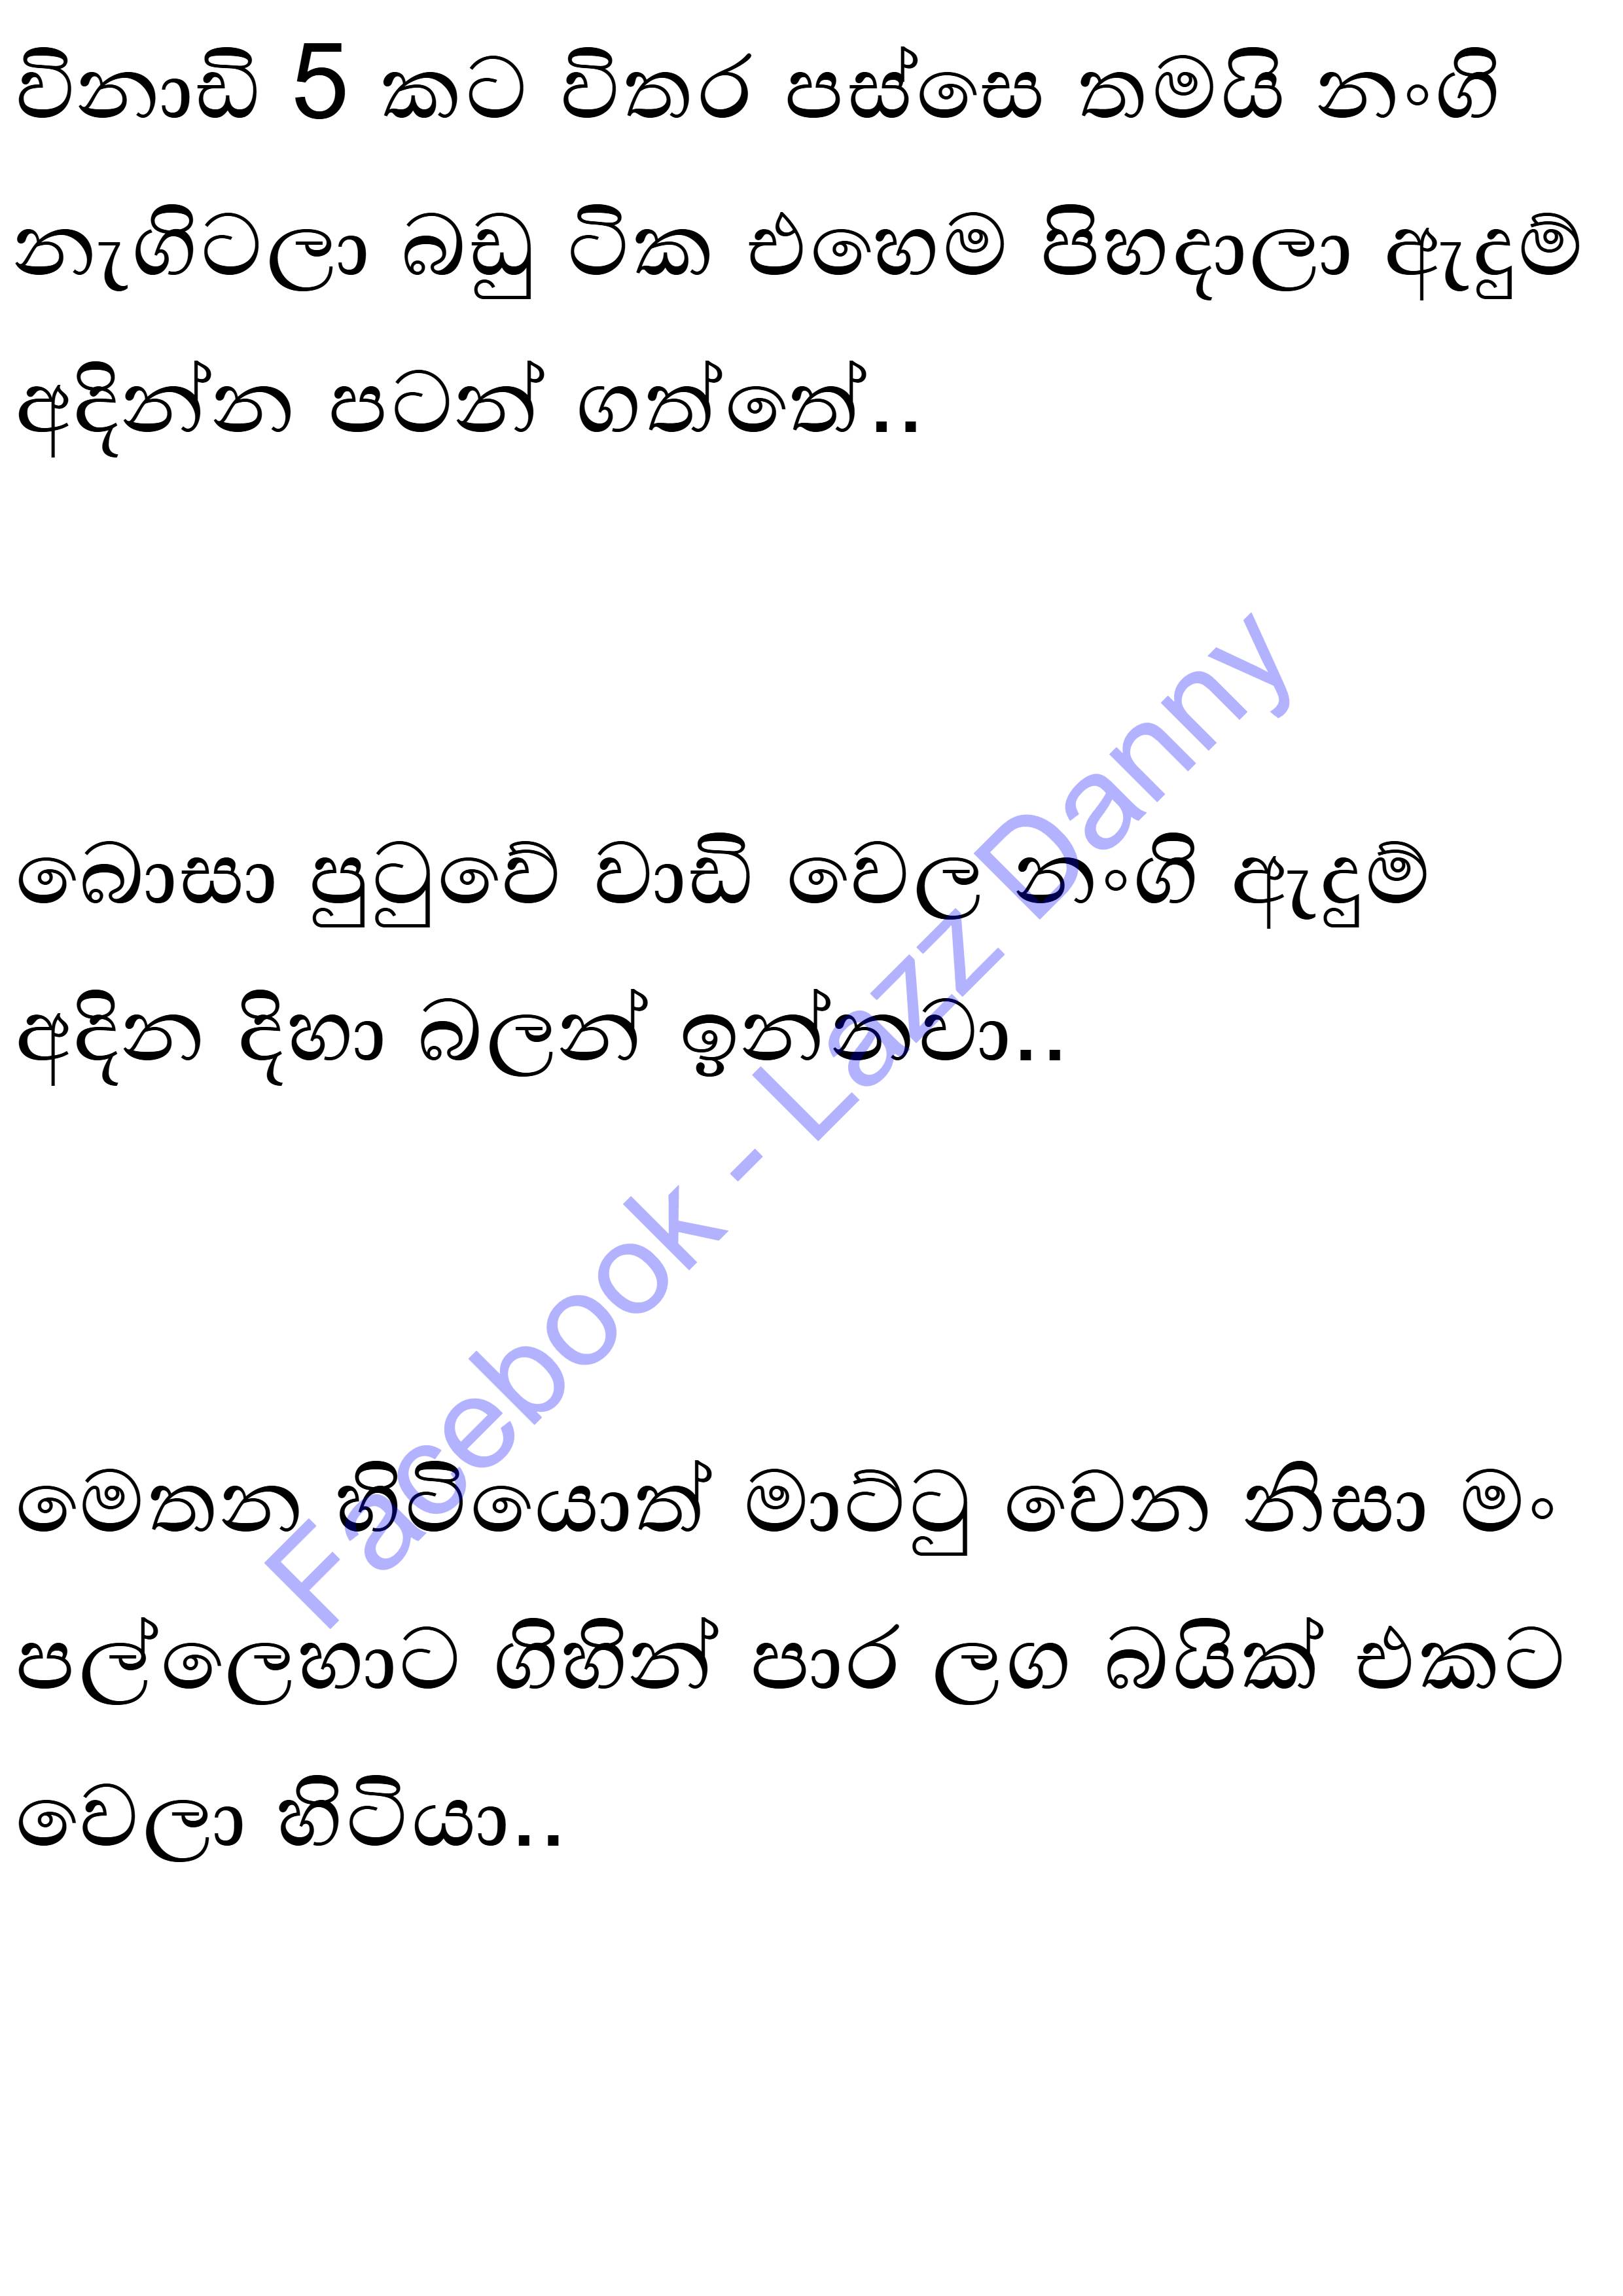 විනාඩි 5 කට විතර පස්සෙ තමයි නංගි
නැගිටලා බඩු ටික එහෙම පිහදාලා ඇදුම්
අදින්න පටන් ගත්තේ..
බොසා පුටුවේ වාඩි වෙල නංගි ඇදුම්
අදින දිහා බලන් ඉන්නවා..
මෙතන හිටියොත් මාට්ටු වෙන නිසා මං
පල්ලෙහාට ගිහින් පාර ලග බයික් එකට
වෙලා හිටියා..
Facebook - Lazz Danny